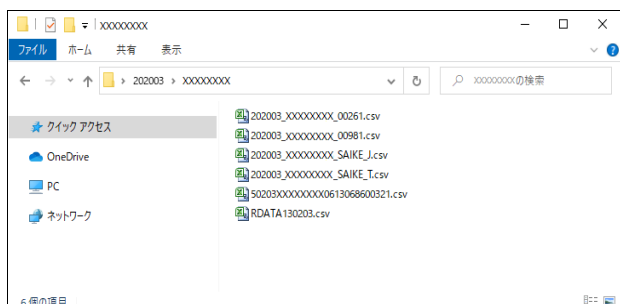 XXXXXXXX
ファイル ホーム 共有 表示
202003 XXXXXXXX XXXXXXXXの検索
クイック アクセス
OneDrive
PC
ネットワーク
202003_XXXXXXXX_00261.csv
202003_XXXXXXXX_00981.csv
202003_XXXXXXXX_SAIKE_J.csv
202003_XXXXXXXX_SAIKE_T.csv
50203XXXXXXXX0613068600321.csv
RDATA130203.csv
6 個の項目